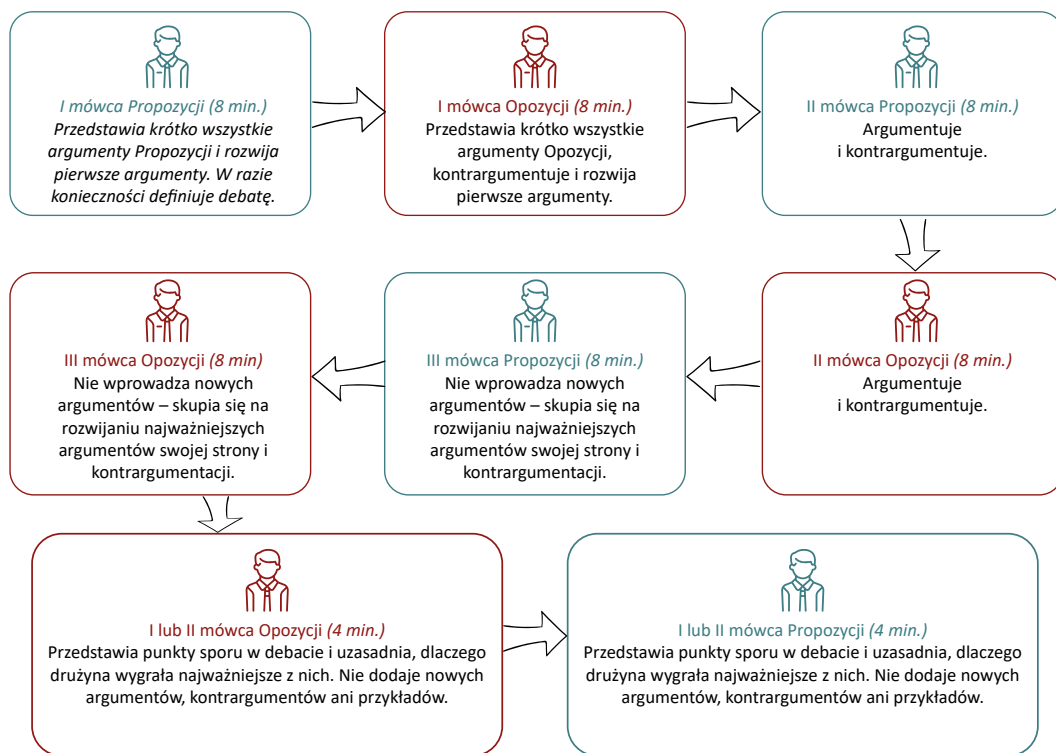 I mówca Propozycji (8 min.)
Przedstawia krótko wszystkie
argumenty Propozycji i rozwija
pierwsze argumenty. W razie
konieczności definiuje debatę.
I mówca Opozycji (8 min.)
Przedstawia krótko wszystkie
argumenty Opozycji,
kontrargumentuje i rozwija
pierwsze argumenty.
II mówca Propozycji (8 min.)
Argumentuje
i kontrargumentuje.
II mówca Opozycji (8 min.)
Argumentuje
i kontrargumentuje.
III mówca Propozycji (8 min.)
Nie wprowadza nowych
argumentów – skupia się na
rozwijaniu najważniejszych
argumentów swojej strony i
kontrargumentacji.
III mówca Opozycji (8 min)
Nie wprowadza nowych
argumentów – skupia się na
rozwijaniu najważniejszych
argumentów swojej strony i
kontrargumentacji.
I lub II mówca Opozycji (4 min.)
Przedstawia punkty sporu w debacie i uzasadnia, dlaczego
drużyna wygrała najważniejsze z nich. Nie dodaje nowych
argumentów, kontrargumentów ani przykładów.
I lub II mówca Propozycji (4 min.)
Przedstawia punkty sporu w debacie i uzasadnia, dlaczego
drużyna wygrała najważniejsze z nich. Nie dodaje nowych
argumentów, kontrargumentów ani przykładów.